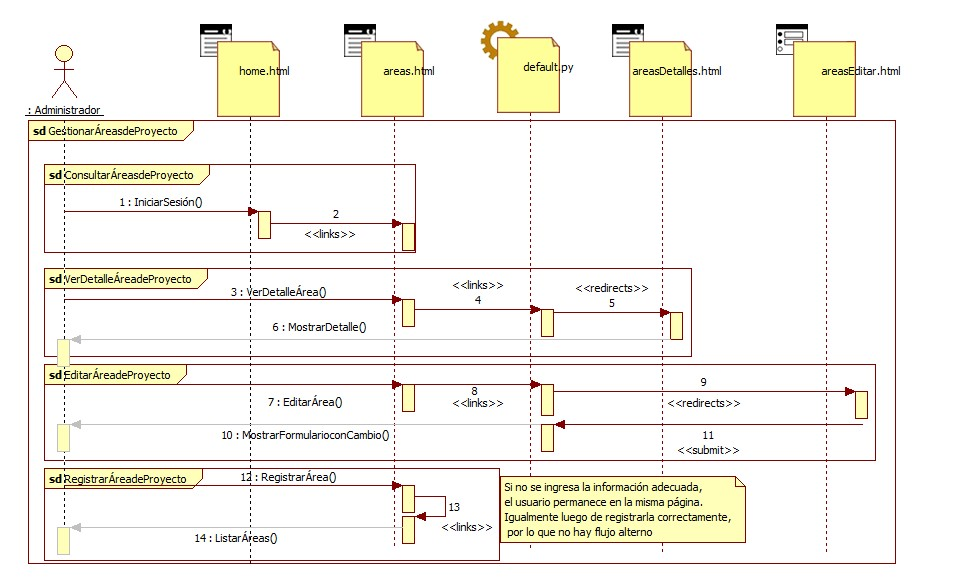 home.html
areas.html
default.py
areasDetalles.html
areasEditar.html
: Administrador
sd GestionarÁreasdeProyecto
sd ConsultarÁreasdeProyecto
1 : IniciarSesión()
2
<<links>>
sd VerDetalleÁreadeProyecto
3 : VerDetalleÁrea()
<<links>>
4
<<redirects>>
5
6 : MostrarDetalle()
sd EditarÁreadeProyecto
7 : EditarÁrea()
8
<<links>>
9
<<redirects>>
10 : MostrarFormularioconCambio()
11
<<submit>>
sd RegistrarÁreadeProyecto
12 : RegistrarÁrea()
13
<<links>>
14 : ListarÁreas()
Si no se ingresa la información adecuada,
el usuario permanece en la misma página.
Igualmente luego de registrarla correctamente,
por lo que no hay flujo alterno